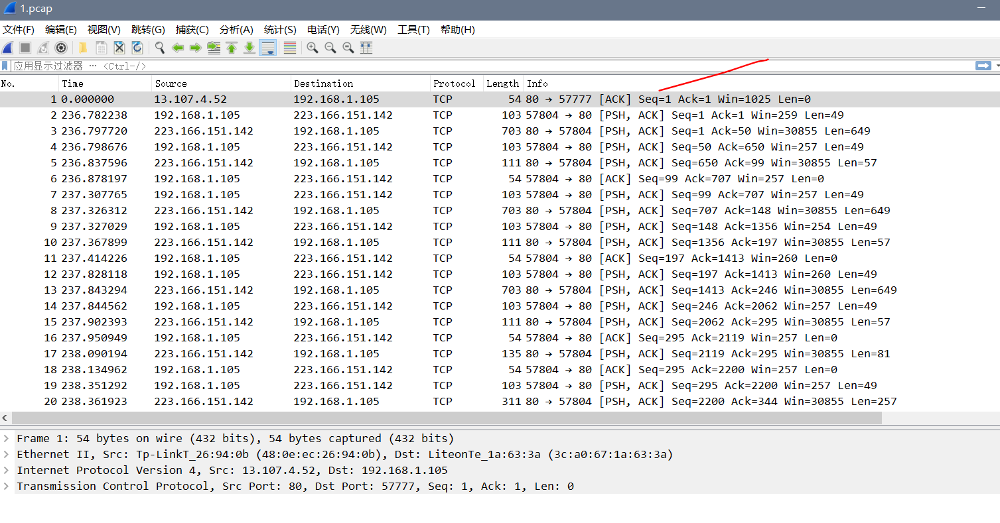 1.pcap
文件(F) 编辑(E) 视图(V) 跳转(G) 捕获(C) 分析(A) 统计(S) 电话(Y) 无线(W) 工具(T) 帮助(H)
应用显示过滤器 … <Ctrl-/>
No. Time Source Destination Protocol Length Info
1 0.000000 13.107.4.52 192.168.1.105 TCP 54 80 → 57777 [ACK] Seq=1 Ack=1 Win=1025 Len=0
2 236.782238 192.168.1.105 223.166.151.142 TCP 103 57804 → 80 [PSH, ACK] Seq=1 Ack=1 Win=259 Len=49
3 236.797720 223.166.151.142 192.168.1.105 TCP 703 80 → 57804 [PSH, ACK] Seq=1 Ack=50 Win=30855 Len=649
4 236.798676 192.168.1.105 223.166.151.142 TCP 103 57804 → 80 [PSH, ACK] Seq=50 Ack=650 Win=257 Len=49
5 236.837596 223.166.151.142 192.168.1.105 TCP 111 80 → 57804 [PSH, ACK] Seq=650 Ack=99 Win=30855 Len=57
6 236.878197 192.168.1.105 223.166.151.142 TCP 54 57804 → 80 [ACK] Seq=99 Ack=707 Win=257 Len=0
7 237.307765 192.168.1.105 223.166.151.142 TCP 103 57804 → 80 [PSH, ACK] Seq=99 Ack=707 Win=257 Len=49
8 237.326312 223.166.151.142 192.168.1.105 TCP 703 80 → 57804 [PSH, ACK] Seq=707 Ack=148 Win=30855 Len=649
9 237.327029 192.168.1.105 223.166.151.142 TCP 103 57804 → 80 [PSH, ACK] Seq=148 Ack=1356 Win=254 Len=49
10 237.367899 223.166.151.142 192.168.1.105 TCP 111 80 → 57804 [PSH, ACK] Seq=1356 Ack=197 Win=30855 Len=57
11 237.414226 192.168.1.105 223.166.151.142 TCP 54 57804 → 80 [ACK] Seq=197 Ack=1413 Win=260 Len=0
12 237.828118 192.168.1.105 223.166.151.142 TCP 103 57804 → 80 [PSH, ACK] Seq=197 Ack=1413 Win=260 Len=49
13 237.843294 223.166.151.142 192.168.1.105 TCP 703 80 → 57804 [PSH, ACK] Seq=1413 Ack=246 Win=30855 Len=649
14 237.844562 192.168.1.105 223.166.151.142 TCP 103 57804 → 80 [PSH, ACK] Seq=246 Ack=2062 Win=257 Len=49
15 237.902393 223.166.151.142 192.168.1.105 TCP 111 80 → 57804 [PSH, ACK] Seq=2062 Ack=295 Win=30855 Len=57
16 237.950949 192.168.1.105 223.166.151.142 TCP 54 57804 → 80 [ACK] Seq=295 Ack=2119 Win=257 Len=0
17 238.090194 223.166.151.142 192.168.1.105 TCP 135 80 → 57804 [PSH, ACK] Seq=2119 Ack=295 Win=30855 Len=81
18 238.134962 192.168.1.105 223.166.151.142 TCP 54 57804 → 80 [ACK] Seq=295 Ack=2200 Win=257 Len=0
19 238.351292 192.168.1.105 223.166.151.142 TCP 103 57804 → 80 [PSH, ACK] Seq=295 Ack=2200 Win=257 Len=49
20 238.361923 223.166.151.142 192.168.1.105 TCP 311 80 → 57804 [PSH, ACK] Seq=2200 Ack=344 Win=30855 Len=257
Frame 1: 54 bytes on wire (432 bits), 54 bytes captured (432 bits)
Ethernet II, Src: Tp-LinkT_26:94:0b (48:0e:ec:26:94:0b), Dst: LiteonTe_1a:63:3a (3c:a0:67:1a:63:3a)
Internet Protocol Version 4, Src: 13.107.4.52, Dst: 192.168.1.105
Transmission Control Protocol, Src Port: 80, Dst Port: 57777, Seq: 1, Ack: 1, Len: 0